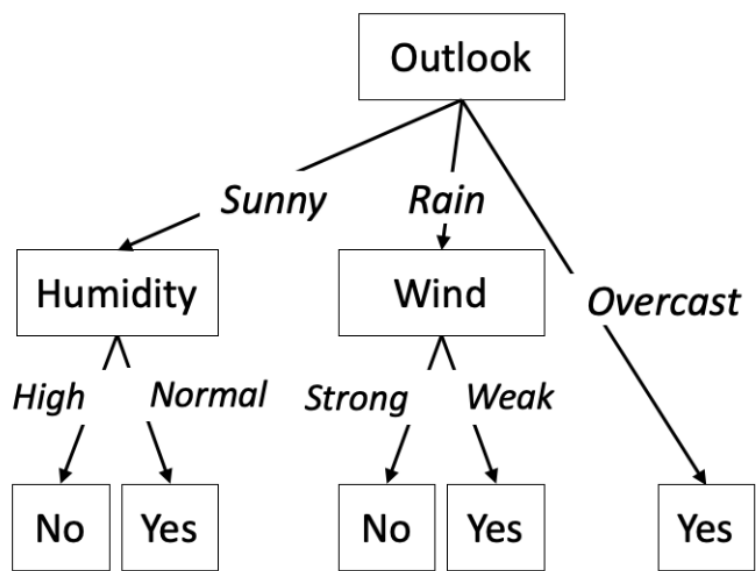 Outlook
Sunny
Rain
Humidity
Wind
Overcast
High
Normal
Strong
Weak
No
Yes
No
Yes
Yes